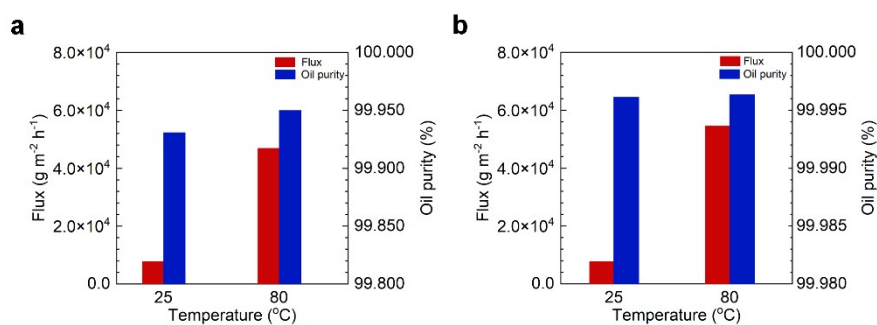 a
8.0×10⁴
6.0×10⁴
4.0×10⁴
2.0×10⁴
0.0
Flux (g m⁻² h⁻¹)
Flux
Oil purity
100.000
99.950
99.900
99.850
99.800
Oil purity (%)
25
80
Temperature (°C)
b
8.0×10⁴
6.0×10⁴
4.0×10⁴
2.0×10⁴
0.0
Flux (g m⁻² h⁻¹)
Flux
Oil purity
100.000
99.995
99.990
99.985
99.980
Oil purity (%)
25
80
Temperature (°C)